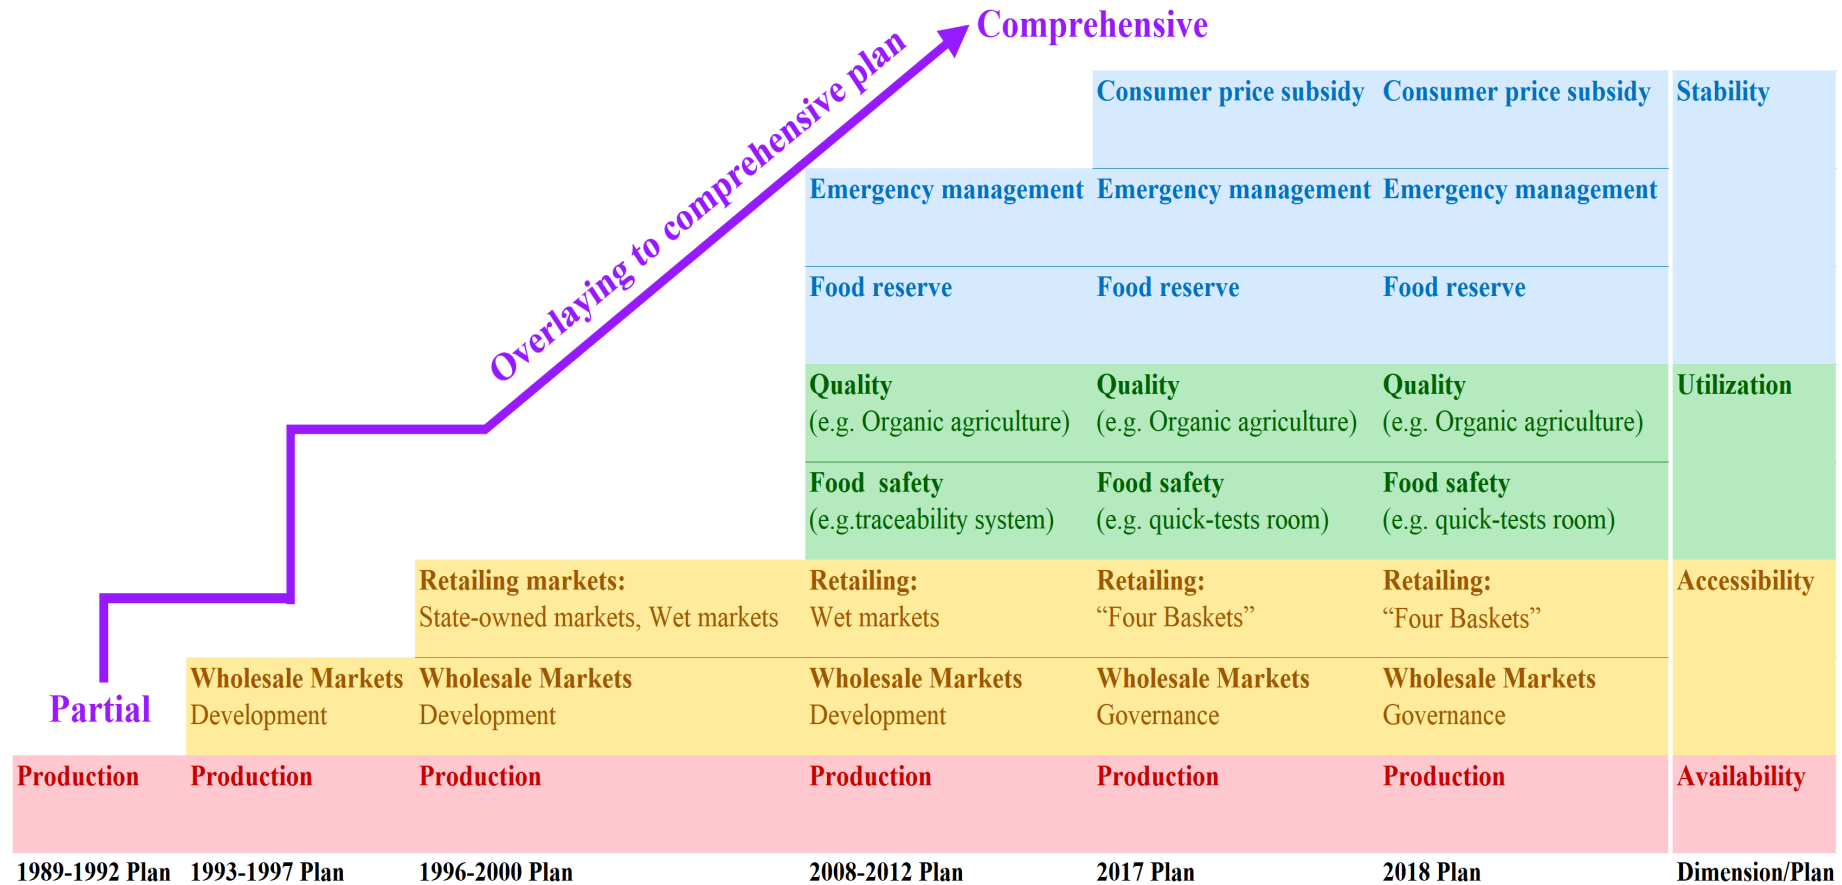 Comprehensive
Overlaying to comprehensive plan
Partial
Consumer price subsidy Consumer price subsidy Stability
Emergency management Emergency management Emergency management
Food reserve Food reserve Food reserve
Quality Quality Quality Utilization
(e.g. Organic agriculture) (e.g. Organic agriculture) (e.g. Organic agriculture)
Food  safety Food safety Food safety
(e.g.traceability system) (e.g. quick-tests room) (e.g. quick-tests room)
Retailing markets: Retailing: Retailing: Retailing: Accessibility
State-owned markets, Wet markets Wet markets “Four Baskets” “Four Baskets”
Wholesale Markets Wholesale Markets Wholesale Markets Wholesale Markets Wholesale Markets
Development Development Development Governance Governance
Production Production Production Production Production Production Availability
1989-1992 Plan 1993-1997 Plan 1996-2000 Plan 2008-2012 Plan 2017 Plan 2018 Plan Dimension/Plan